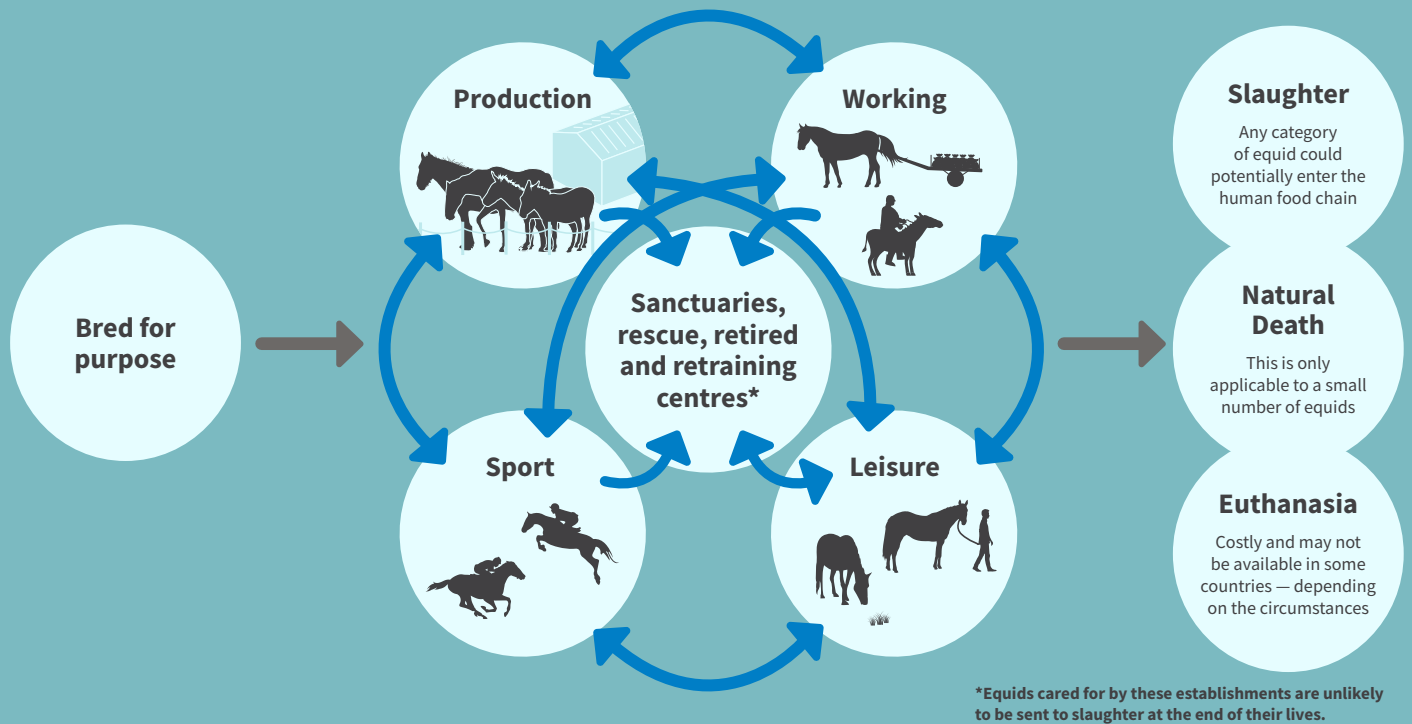 Bred for
purpose
Production
Working
Sanctuaries,
rescue, retired
and retraining
centres*
Sport
Leisure
Slaughter
Any category
of equid could
potentially enter the
human food chain
Natural
Death
This is only
applicable to a small
number of equids
Euthanasia
Costly and may not
be available in some
countries — depending
on the circumstances
*Equids cared for by these establishments are unlikely
to be sent to slaughter at the end of their lives.